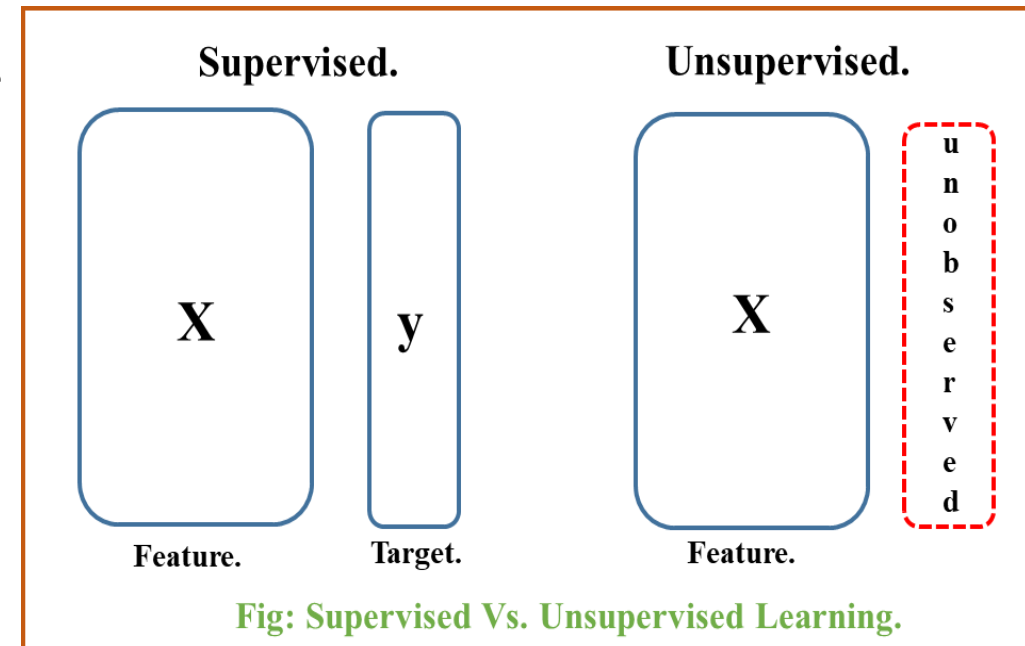 Supervised.
Unsupervised.
X
y
X
u
n
o
b
s
e
r
v
e
d
Feature.
Target.
Feature.
Fig: Supervised Vs. Unsupervised Learning.